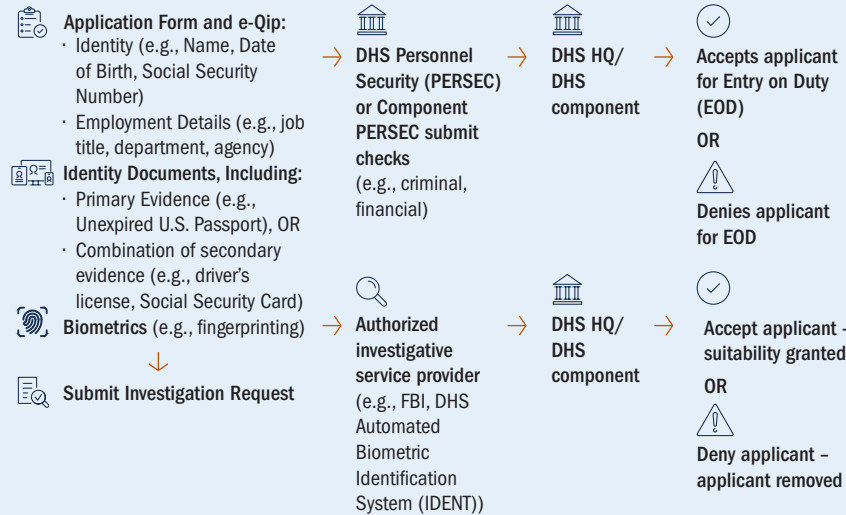 Application Form and e-Qip:
· Identity (e.g., Name, Date
of Birth, Social Security
Number)
· Employment Details (e.g., job
title, department, agency)
Identity Documents, Including:
· Primary Evidence (e.g.,
Unexpired U.S. Passport), OR
· Combination of secondary
evidence (e.g., driver's
license, Social Security Card)
Biometrics (e.g., fingerprinting)
Submit Investigation Request
DHS Personnel
Security (PERSEC)
or Component
PERSEC submit
checks
(e.g., criminal,
financial)
DHS HQ/
DHS
component
Accepts applicant
for Entry on Duty
(EOD)
OR
Denies applicant
for EOD
Authorized
investigative
service provider
(e.g., FBI, DHS
Automated
Biometric
Identification
System (IDENT))
DHS HQ/
DHS
component
Accept applicant –
suitability granted
OR
Deny applicant –
applicant removed